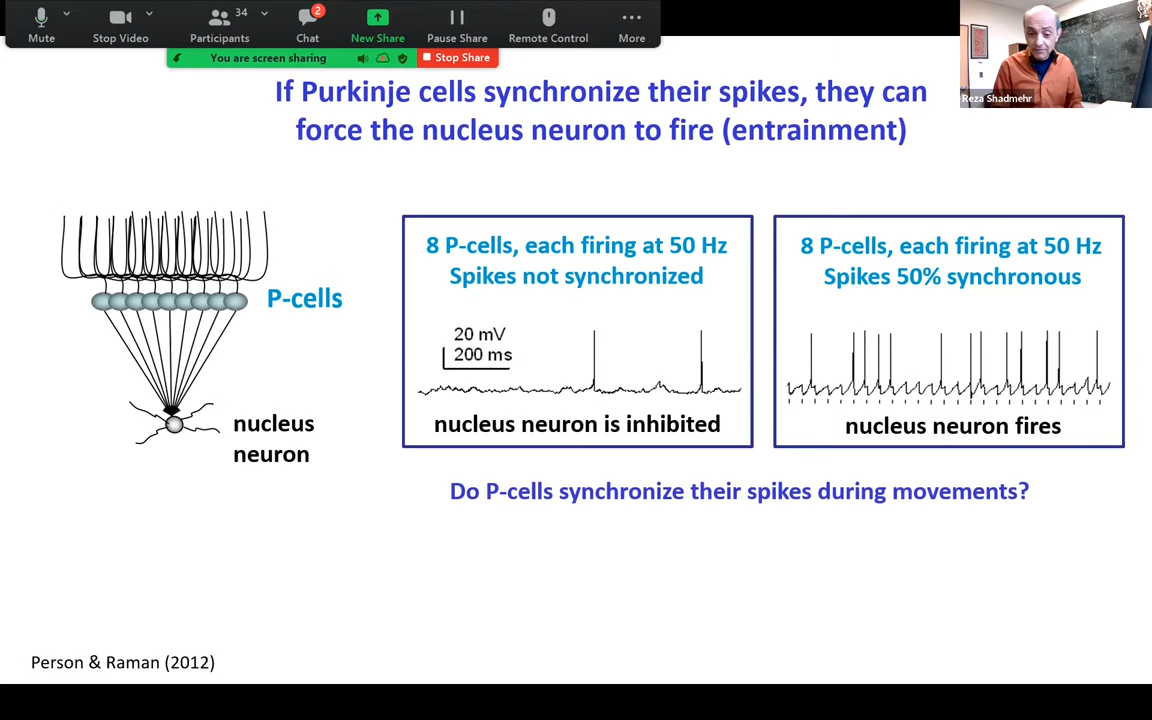 Mute
Stop Video
Participants
34
Chat
2
New Share
Pause Share
Remote Control
More
You are screen sharing
Stop Share
Reza Shadmehr
If Purkinje cells synchronize their spikes, they can
force the nucleus neuron to fire (entrainment)
P-cells
nucleus
neuron
8 P-cells, each firing at 50 Hz
Spikes not synchronized
20 mV
200 ms
nucleus neuron is inhibited
8 P-cells, each firing at 50 Hz
Spikes 50% synchronous
nucleus neuron fires
Do P-cells synchronize their spikes during movements?
Person & Raman (2012)